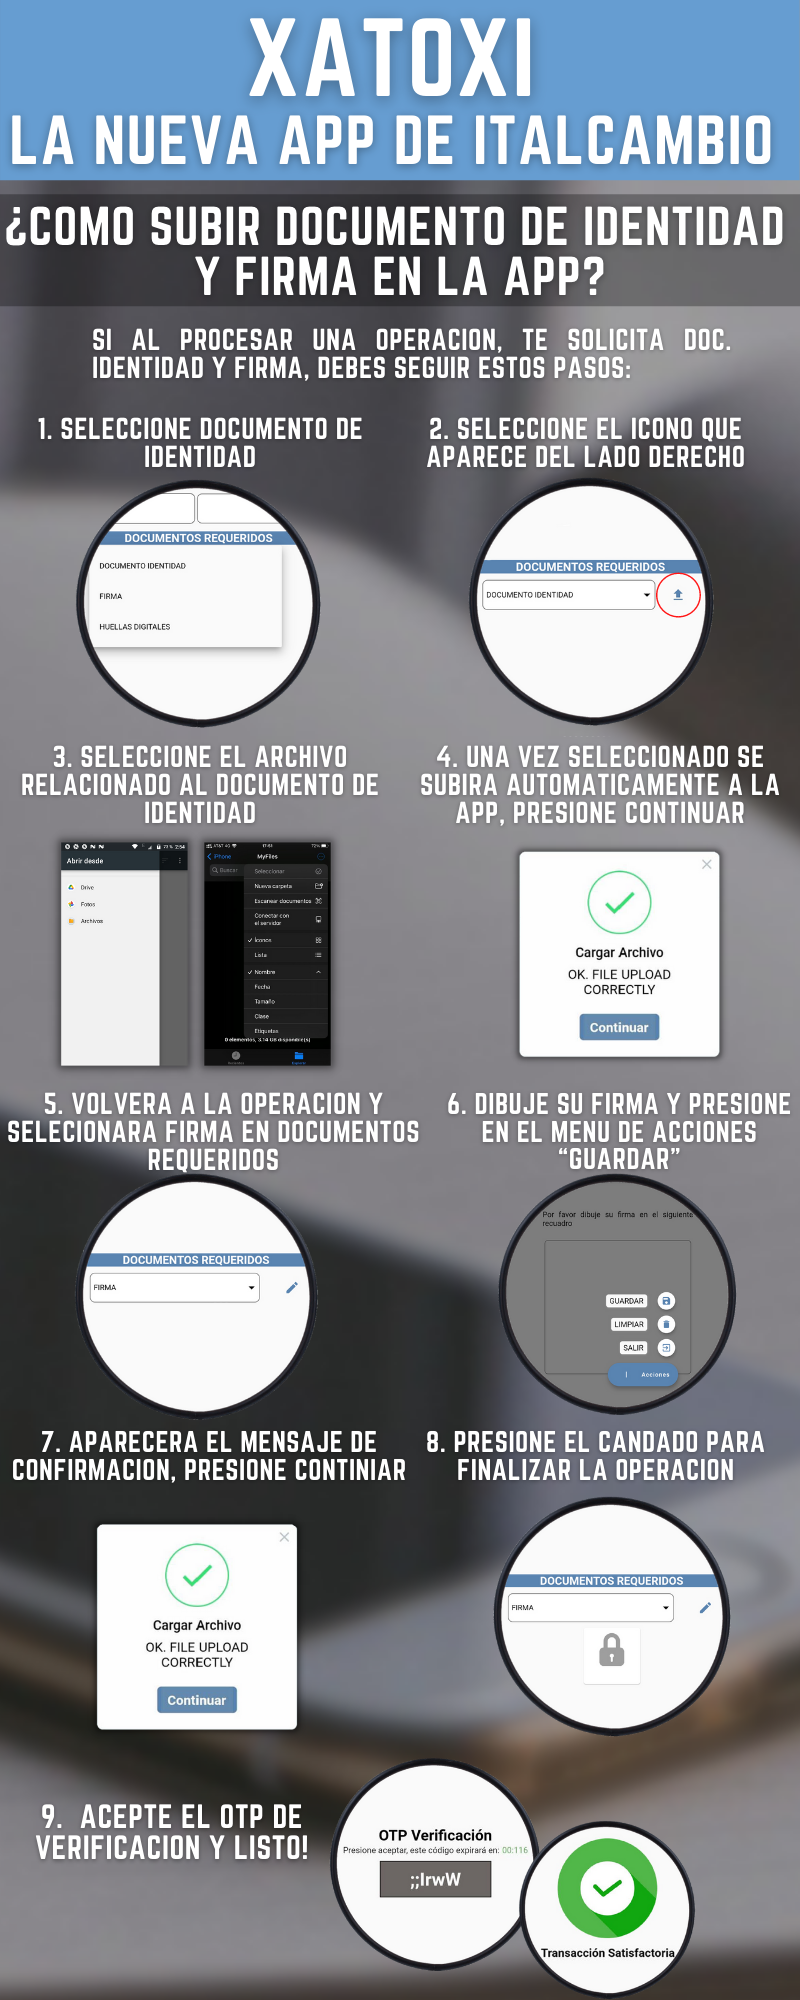 XATOXI
LA NUEVA APP DE ITALCAMBIO
¿COMO SUBIR DOCUMENTO DE IDENTIDAD
Y FIRMA EN LA APP?
SI AL PROCESAR UNA OPERACION, TE SOLICITA DOC.
IDENTIDAD Y FIRMA, DEBES SEGUIR ESTOS PASOS:
1. SELECCIONE DOCUMENTO DE
IDENTIDAD
DOCUMENTOS REQUERIDOS
DOCUMENTO IDENTIDAD
FIRMA
HUELLAS DIGITALES
2. SELECCIONE EL ICONO QUE
APARECE DEL LADO DERECHO
DOCUMENTOS REQUERIDOS
DOCUMENTO IDENTIDAD
3. SELECCIONE EL ARCHIVO
RELACIONADO AL DOCUMENTO DE
IDENTIDAD
73% 2:54
Abrir desde
Drive
Fotos
Archivos
AT&T 4G 17:51 72%
iPhone MyFiles
Buscar
Seleccionar
Nueva carpeta
Escanear documentos
Conectar con
el servidor
✓ Iconos
Lista
✓ Nombre
Fecha
Tamaño
Clase
Etiquetas
0 elementos, 3.14 GB disponible(s)
4. UNA VEZ SELECCIONADO SE
SUBIRA AUTOMATICAMENTE A LA
APP, PRESIONE CONTINUAR
Cargar Archivo
OK. FILE UPLOAD
CORRECTLY
Continuar
5. VOLVERA A LA OPERACION Y
SELECIONARA FIRMA EN DOCUMENTOS
REQUERIDOS
DOCUMENTOS REQUERIDOS
FIRMA
6. DIBUJE SU FIRMA Y PRESIONE
EN EL MENU DE ACCIONES
“GUARDAR”
Por favor dibuje su firma en el siguiente
recuadro
GUARDAR
LIMPIAR
SALIR
Acciones
7. APARECERA EL MENSAJE DE
CONFIRMACION, PRESIONE CONTINIAR
Cargar Archivo
OK. FILE UPLOAD
CORRECTLY
Continuar
8. PRESIONE EL CANDADO PARA
FINALIZAR LA OPERACION
DOCUMENTOS REQUERIDOS
FIRMA
9. ACEPTE EL OTP DE
VERIFICACION Y LISTO!
OTP Verificación
Presione aceptar, este código expirará en: 00:116
;;IrwW
Transacción Satisfactoria